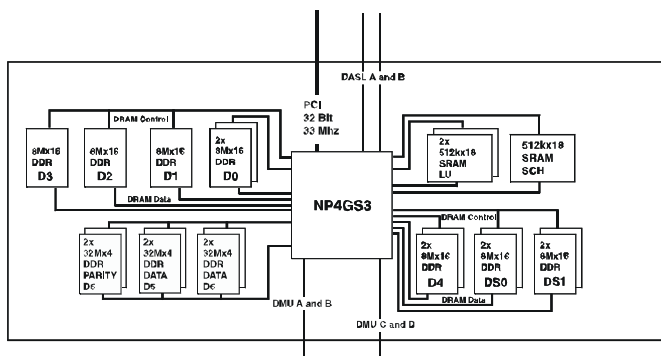 DASL A and B
PCI
32 Bit
33 Mhz
DRAM Control
8Mx16
DDR
D3
8Mx16
DDR
D2
8Mx16
DDR
D1
2x
8Mx16
DDR
D0
2x
512kx18
SRAM
LU
512kx18
SRAM
SCH
DRAM Data
NP4GS3
DRAM Control
2x
32Mx4
DDR
PARITY
D6
2x
32Mx4
DDR
DATA
D6
2x
32Mx4
DDR
DATA
D6
2x
8Mx16
DDR
D4
2x
8Mx16
DDR
DS0
2x
8Mx16
DDR
DS1
DRAM Data
DMU A and B
DMU C and D